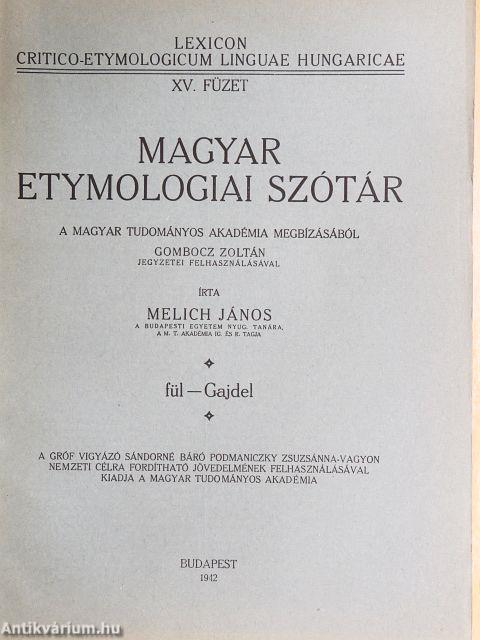 LEXICON
CRITICO-ETYMOLOGICUM LINGUAE HUNGARICAE
XV. FÜZET
MAGYAR
ETYMOLOGIAI SZÓTÁR
A MAGYAR TUDOMÁNYOS AKADÉMIA MEGBÍZÁSÁBÓL
GOMBOCZ ZOLTÁN
JEGYZETEI FELHASZNÁLÁSÁVAL
ÍRTA
MELICH JÁNOS
A BUDAPESTI EGYETEM NYUG. TANÁRA,
A M. T. AKADÉMIA IG. ÉS R. TAGJA
fül — Gajdel
A GRÓF VIGYÁZÓ SÁNDORNÉ BÁRÓ PODMANICZKY ZSUZSÁNNA-VAGYON
NEMZETI CÉLRA FORDÍTHATÓ JÖVEDELMÉNEK FELHASZNÁLÁSÁVAL
KIADJA A MAGYAR TUDOMÁNYOS AKADÉMIA
BUDAPEST
1942
Antikvárium.hu